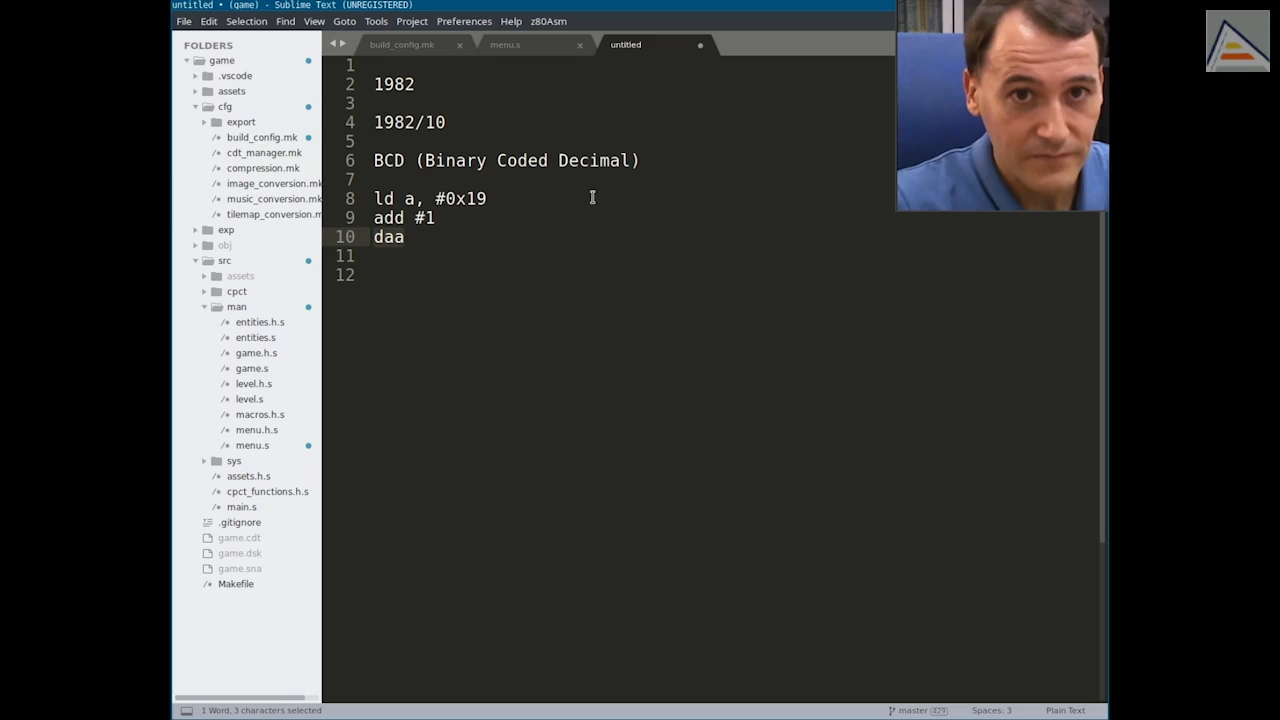 untitled • (game) - Sublime Text (UNREGISTERED)
File Edit Selection Find View Goto Tools Project Preferences Help z80Asm
FOLDERS
game
.vscode
assets
cfg
export
build_config.mk
cdt_manager.mk
compression.mk
image_conversion.mk
music_conversion.mk
tilemap_conversion.m
exp
obj
src
assets
cpct
man
entities.h.s
entities.s
game.h.s
game.s
level.h.s
level.s
macros.h.s
menu.h.s
menu.s
sys
assets.h.s
cpct_functions.h.s
main.s
.gitignore
game.cdt
game.dsk
game.sna
Makefile
build_config.mk × menu.s × untitled
1
2 1982
3
4 1982/10
5
6 BCD (Binary Coded Decimal)
7
8 ld a, #0x19
9 add #1
10 daa
11
12
1 Word, 3 characters selected master 429 Spaces: 3 Plain Text